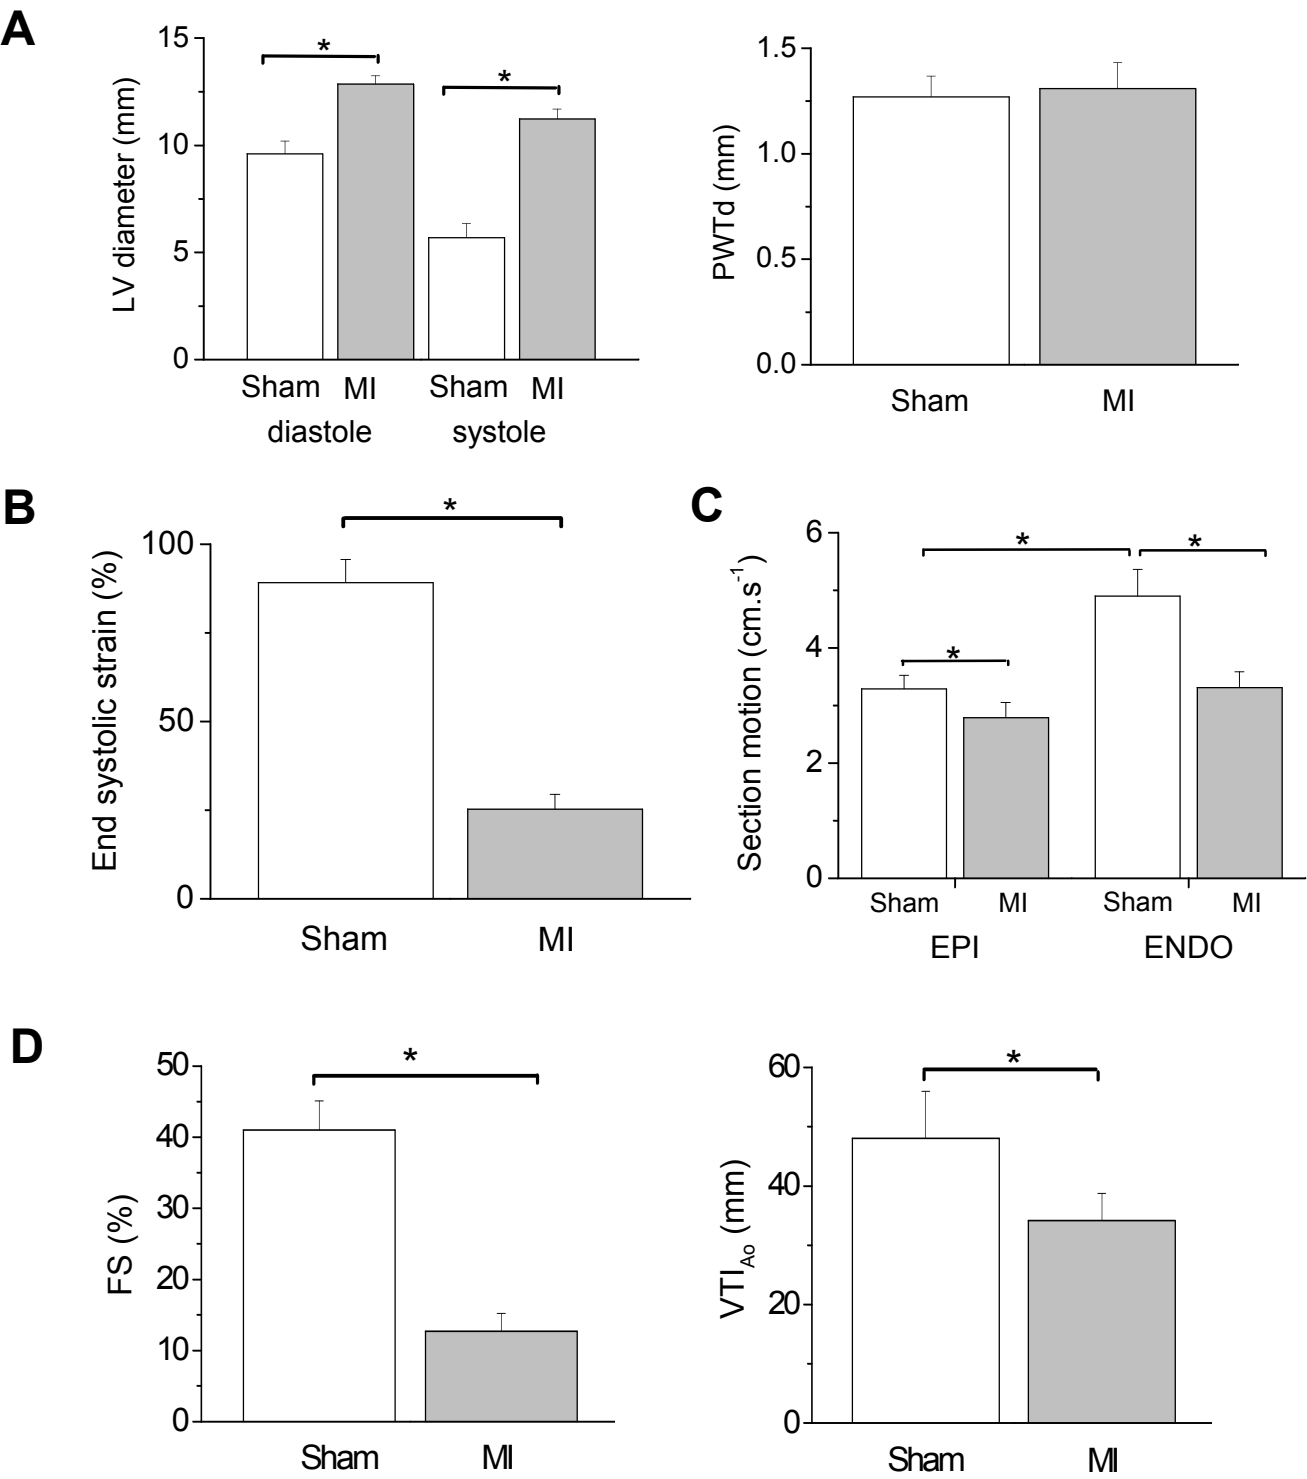 A
LV diameter (mm)
15
10
5
0
*
*
Sham MI Sham MI
diastole systole
PWTd (mm)
1.5
1.0
0.5
0.0
Sham MI
B
End systolic strain (%)
100
50
0
*
Sham MI
C
Section motion (cm.s⁻¹)
6
4
2
0
*
*
*
Sham MI Sham MI
EPI ENDO
D
FS (%)
50
40
30
20
10
0
*
Sham MI
VTI_Ao (mm)
60
40
20
0
*
Sham MI